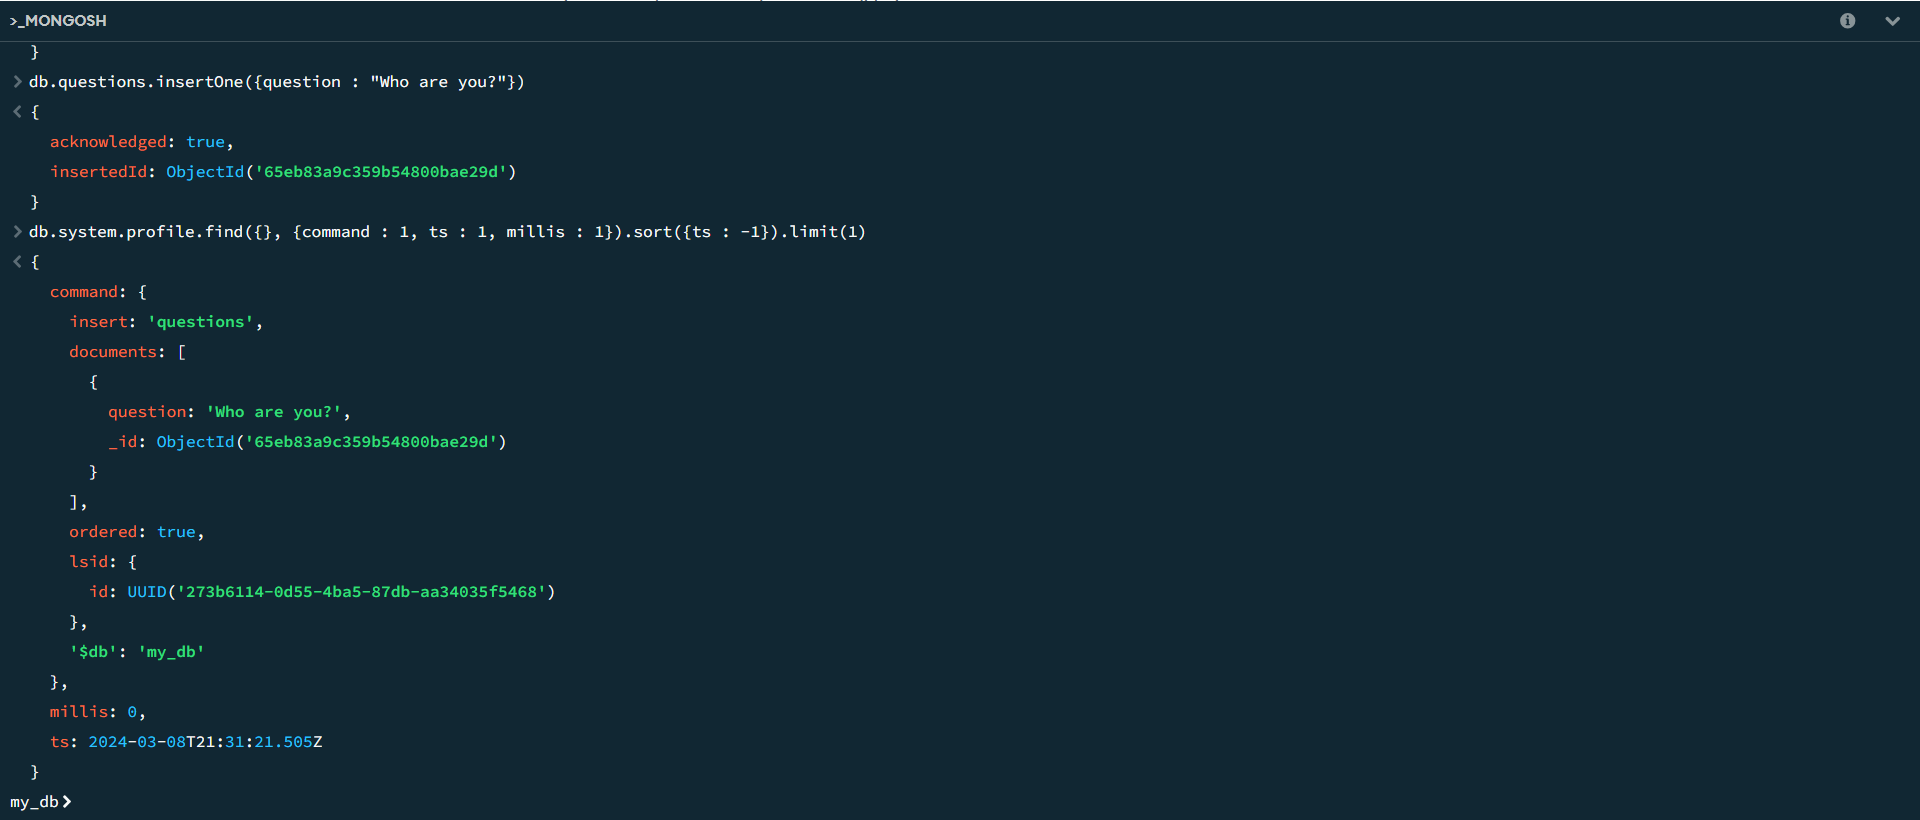 >_MONGOSH
}
> db.questions.insertOne({question : "Who are you?"})
< {
acknowledged: true,
insertedId: ObjectId('65eb83a9c359b54800bae29d')
}
> db.system.profile.find({}, {command : 1, ts : 1, millis : 1}).sort({ts : -1}).limit(1)
< {
command: {
insert: 'questions',
documents: [
{
question: 'Who are you?',
_id: ObjectId('65eb83a9c359b54800bae29d')
}
],
ordered: true,
lsid: {
id: UUID('273b6114-0d55-4ba5-87db-aa34035f5468')
},
'$db': 'my_db'
},
millis: 0,
ts: 2024-03-08T21:31:21.505Z
}
my_db>